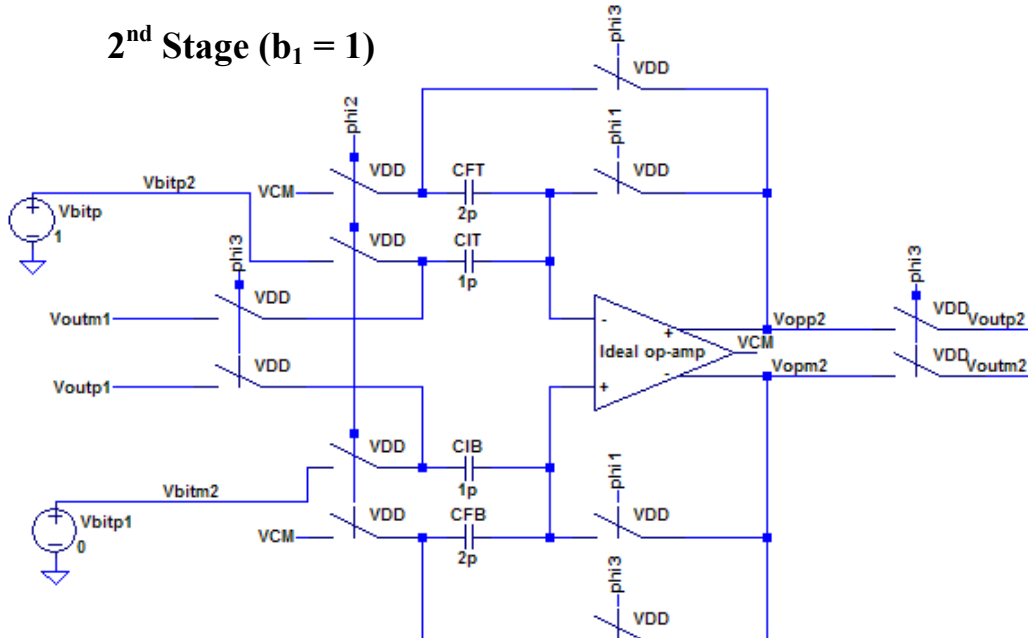 2nd Stage (b1 = 1)
phi3
VDD
phi2
phi1
VDD
CFT
VDD
VCM
2p
Vbitp2
Vbitp
1
VDD
CIT
1p
phi3
VDD
phi3
Voutm1
VDD
Voutp1
-
+
Ideal op-amp
VCM
-
+
Vopp2
VDD
Voutp2
Vopm2
VDD
Voutm2
VDD
CIB
1p
phi1
Vbitm2
Vbitp1
0
VDD
CFB
VDD
VCM
2p
phi3
VDD